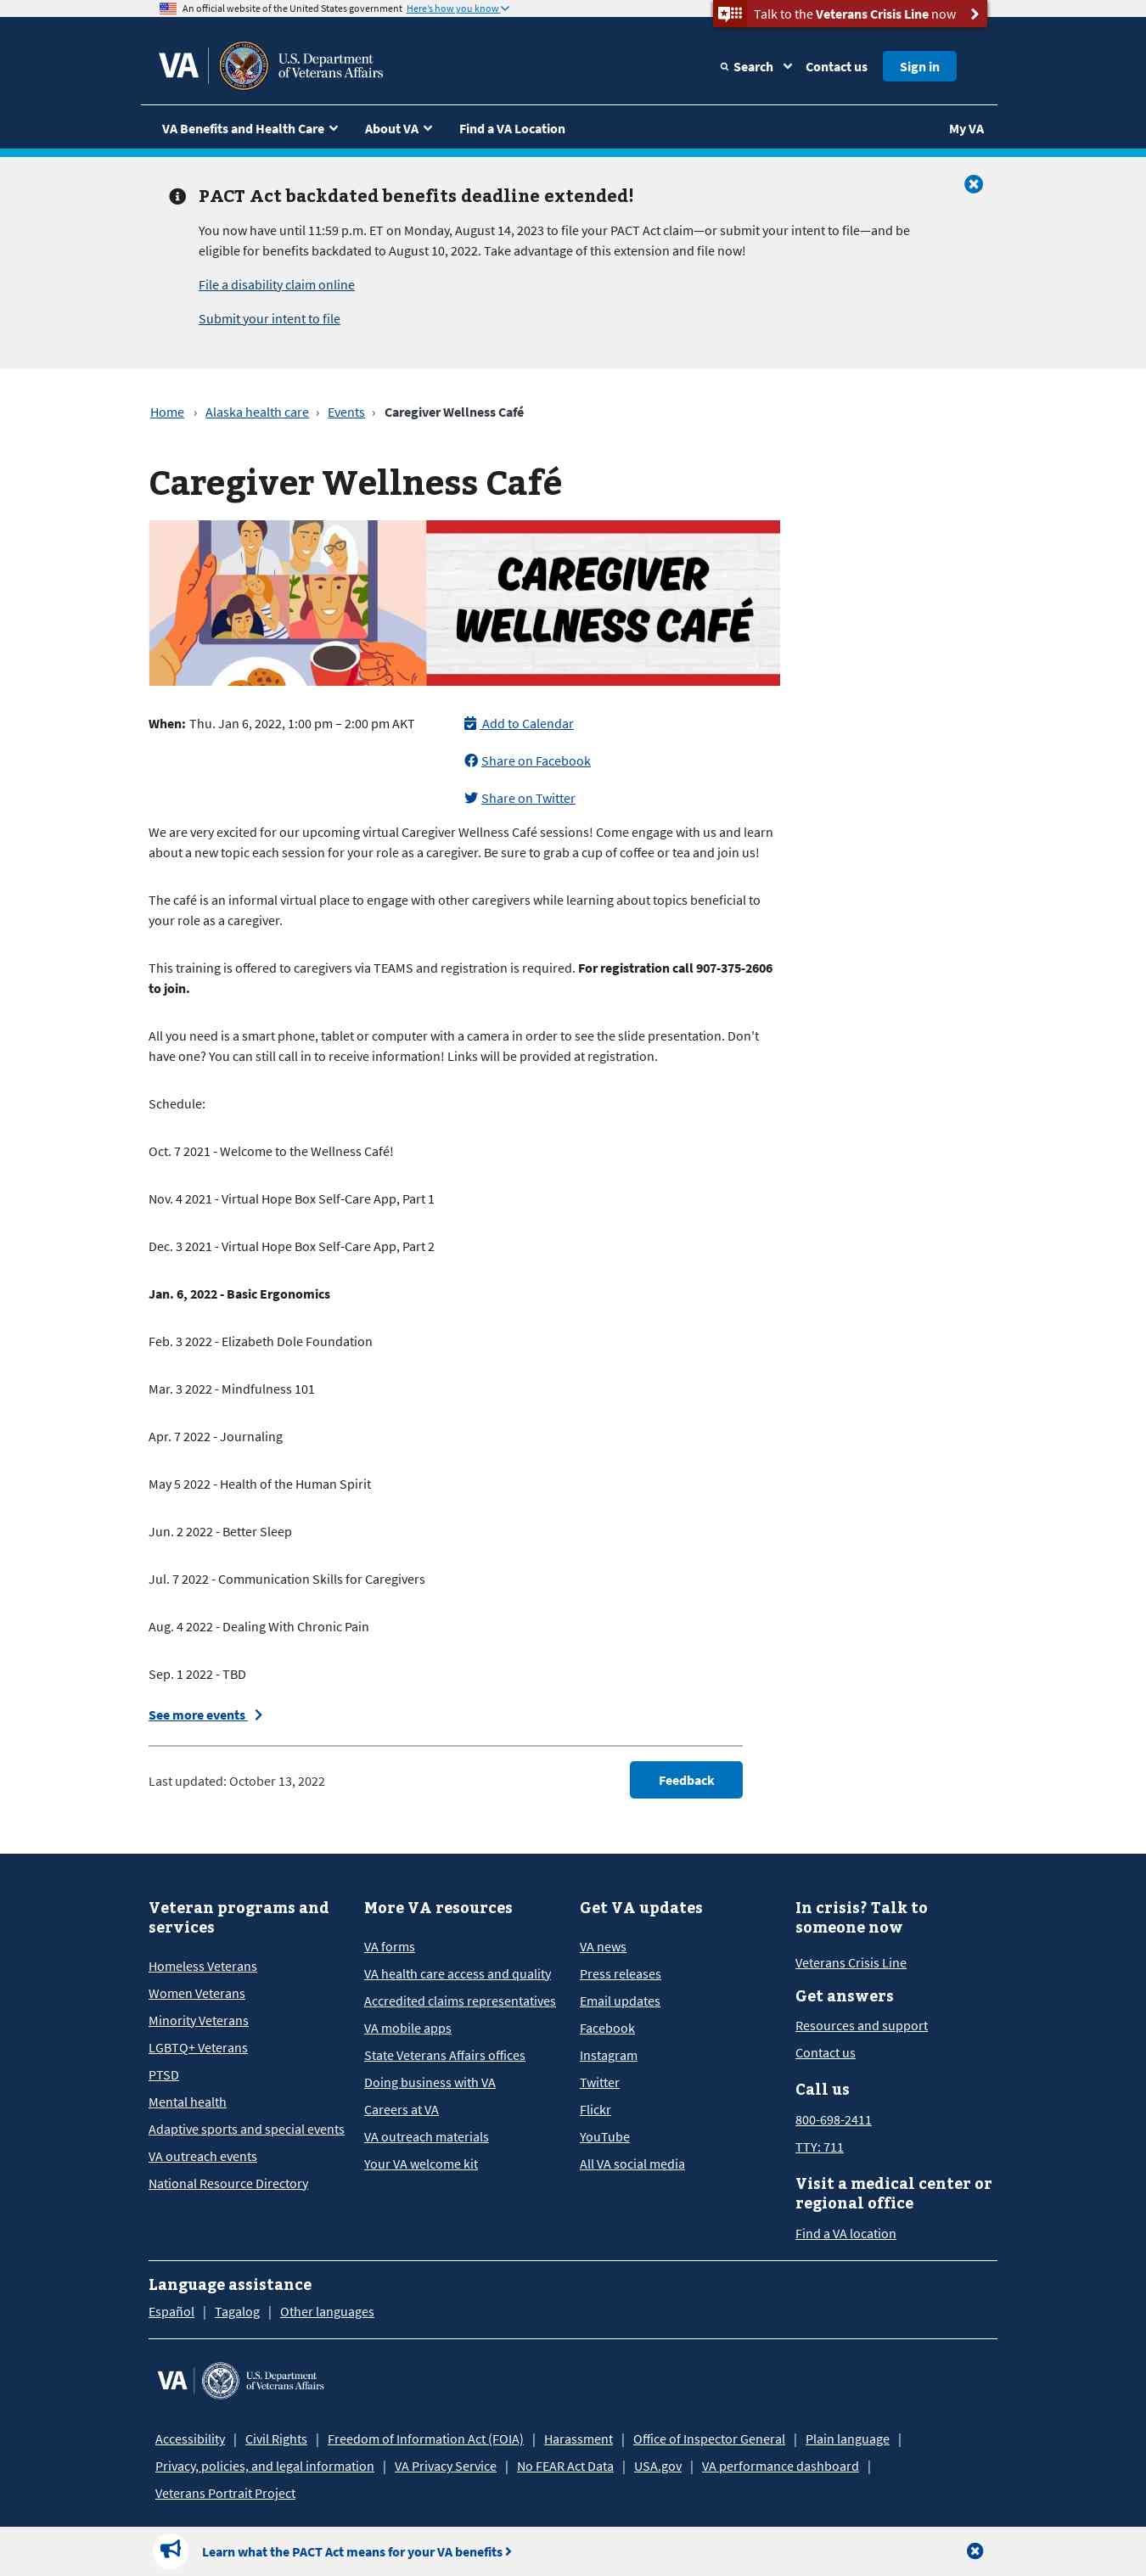 An official website of the United States government Here's how you know
Talk to the Veterans Crisis Line now
VA
U.S. Department
of Veterans Affairs
Search
Contact us
Sign in
VA Benefits and Health Care
About VA
Find a VA Location
My VA
PACT Act backdated benefits deadline extended!
You now have until 11:59 p.m. ET on Monday, August 14, 2023 to file your PACT Act claim—or submit your intent to file—and be
eligible for benefits backdated to August 10, 2022. Take advantage of this extension and file now!
File a disability claim online
Submit your intent to file
Home › Alaska health care › Events › Caregiver Wellness Café
Caregiver Wellness Café
CAREGIVER
WELLNESS CAFÉ
When: Thu. Jan 6, 2022, 1:00 pm – 2:00 pm AKT
Add to Calendar
Share on Facebook
Share on Twitter
We are very excited for our upcoming virtual Caregiver Wellness Café sessions! Come engage with us and learn
about a new topic each session for your role as a caregiver. Be sure to grab a cup of coffee or tea and join us!
The café is an informal virtual place to engage with other caregivers while learning about topics beneficial to
your role as a caregiver.
This training is offered to caregivers via TEAMS and registration is required. For registration call 907-375-2606
to join.
All you need is a smart phone, tablet or computer with a camera in order to see the slide presentation. Don't
have one? You can still call in to receive information! Links will be provided at registration.
Schedule:
Oct. 7 2021 - Welcome to the Wellness Café!
Nov. 4 2021 - Virtual Hope Box Self-Care App, Part 1
Dec. 3 2021 - Virtual Hope Box Self-Care App, Part 2
Jan. 6, 2022 - Basic Ergonomics
Feb. 3 2022 - Elizabeth Dole Foundation
Mar. 3 2022 - Mindfulness 101
Apr. 7 2022 - Journaling
May 5 2022 - Health of the Human Spirit
Jun. 2 2022 - Better Sleep
Jul. 7 2022 - Communication Skills for Caregivers
Aug. 4 2022 - Dealing With Chronic Pain
Sep. 1 2022 - TBD
See more events
Last updated: October 13, 2022
Feedback
Veteran programs and
services
Homeless Veterans
Women Veterans
Minority Veterans
LGBTQ+ Veterans
PTSD
Mental health
Adaptive sports and special events
VA outreach events
National Resource Directory
More VA resources
VA forms
VA health care access and quality
Accredited claims representatives
VA mobile apps
State Veterans Affairs offices
Doing business with VA
Careers at VA
VA outreach materials
Your VA welcome kit
Get VA updates
VA news
Press releases
Email updates
Facebook
Instagram
Twitter
Flickr
YouTube
All VA social media
In crisis? Talk to
someone now
Veterans Crisis Line
Get answers
Resources and support
Contact us
Call us
800-698-2411
TTY: 711
Visit a medical center or
regional office
Find a VA location
Language assistance
Español | Tagalog | Other languages
VA
U.S. Department
of Veterans Affairs
Accessibility | Civil Rights | Freedom of Information Act (FOIA) | Harassment | Office of Inspector General | Plain language |
Privacy, policies, and legal information | VA Privacy Service | No FEAR Act Data | USA.gov | VA performance dashboard |
Veterans Portrait Project
Learn what the PACT Act means for your VA benefits